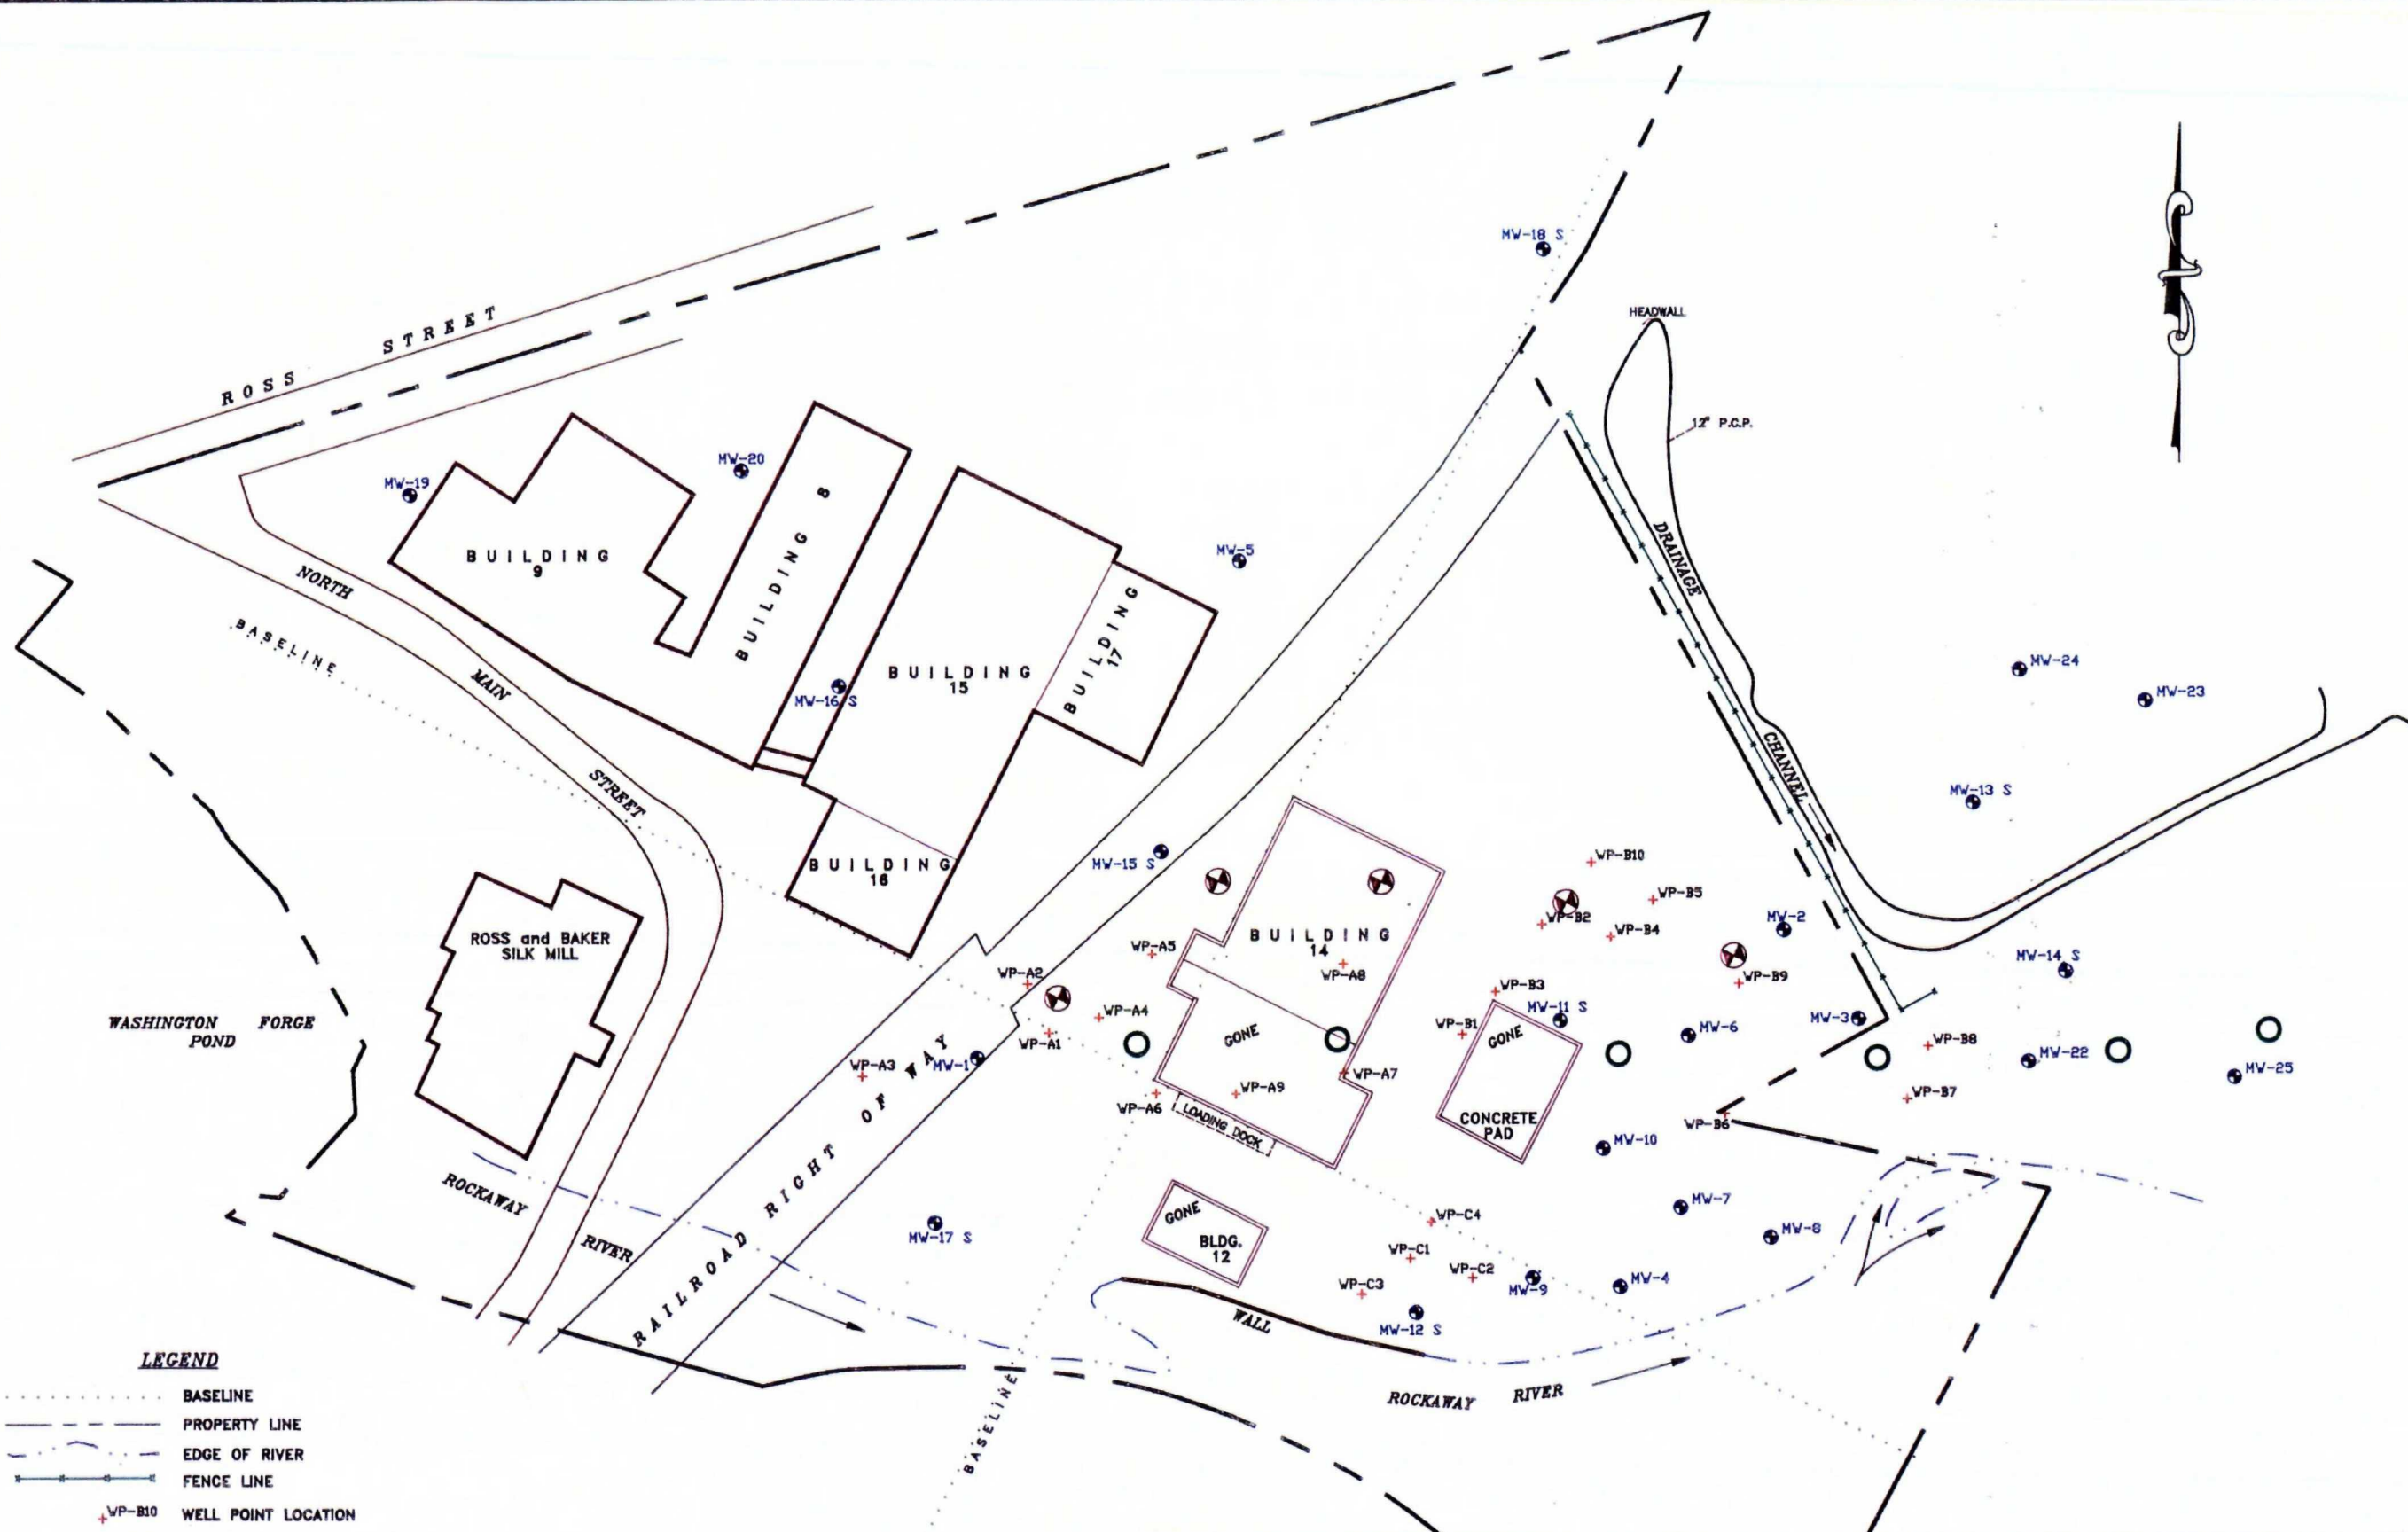 MW-18 S
HEADWALL
ROSS STREET
12" P.C.P.
MW-20
MW-19
BUILDING
9
BUILDING 8
MW-5
DRAINAGE
NORTH
BASELINE
BUILDING
17
BUILDING
15
MW-24
MW-23
MAIN
MW-16 S
CHANNEL
STREET
MW-13 S
BUILDING
16
MW-15 S
WP-B10
WP-B5
WP-B2
WP-B4
MW-2
ROSS and BAKER
SILK MILL
WP-A5
BUILDING
14
WP-A8
WP-A2
WP-B9
MW-14 S
WP-B3
MW-11 S
WP-A4
WP-B1
GONE
GONE
MW-6
MW-3
WASHINGTON FORGE
POND
WP-A1
WP-B8
MW-22
MW-25
WP-A3
MW-1
WP-A7
WP-A9
WP-B7
WP-A6
LOADING DOCK
CONCRETE
PAD
WP-B6
MW-10
RAILROAD RIGHT OF WAY
ROCKAWAY
RIVER
MW-17 S
GONE
BLDG.
12
WP-C4
MW-7
MW-8
WP-C1
WP-C2
WP-C3
MW-9
MW-4
MW-12 S
WALL
ROCKAWAY RIVER
BASELINE
LEGEND
BASELINE
PROPERTY LINE
EDGE OF RIVER
FENCE LINE
WP-B10 WELL POINT LOCATION